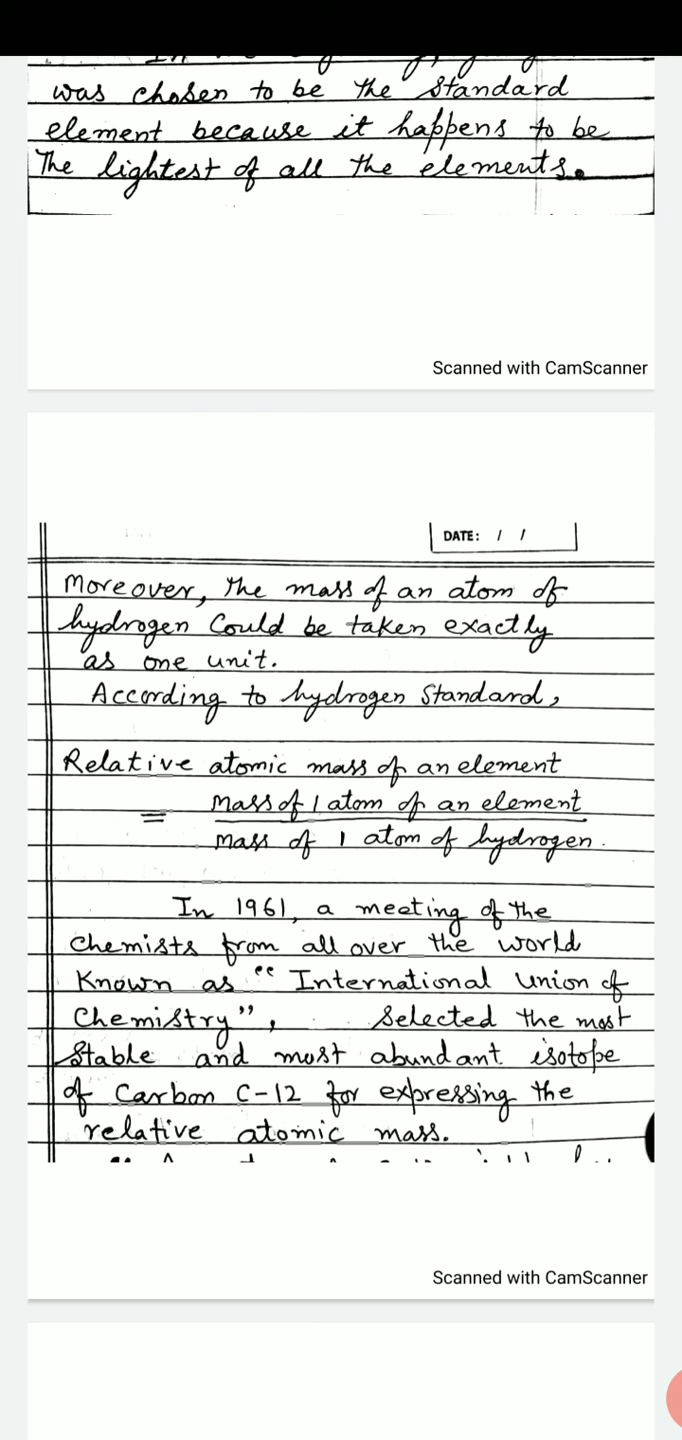 was chosen to be the standard
element because it happens to be
The lightest of all the elements.
Scanned with CamScanner
DATE: / /
Moreover, the mass of an atom of
hydrogen could be taken exactly
as one unit.
According to hydrogen Standard,
Relative atomic mass of an element
= Mass of 1 atom of an element
mass of 1 atom of hydrogen.
In 1961, a meeting of the
chemists from all over the world
Known as "International Union of
Chemistry", Selected the most
Stable and most abundant isotope
of Carbon C-12 for expressing the
relative atomic mass.
Scanned with CamScanner